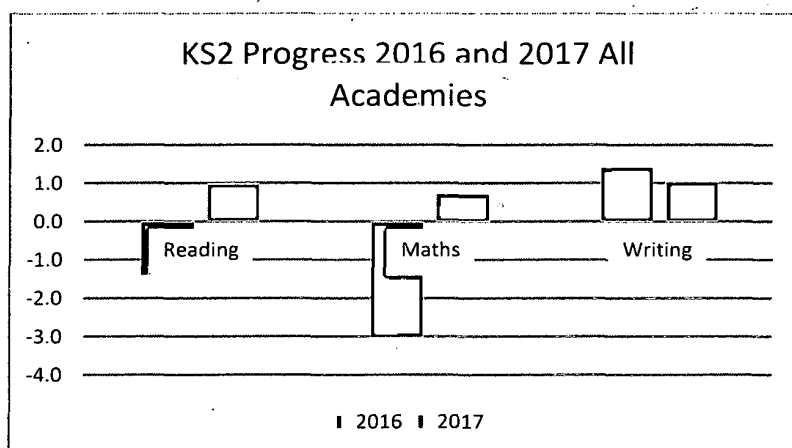 KS2 Progress 2016 and 2017 All
Academies
2.0
1.0
0.0
-1.0
-2.0
-3.0
-4.0
Reading
Maths
Writing
2016 2017